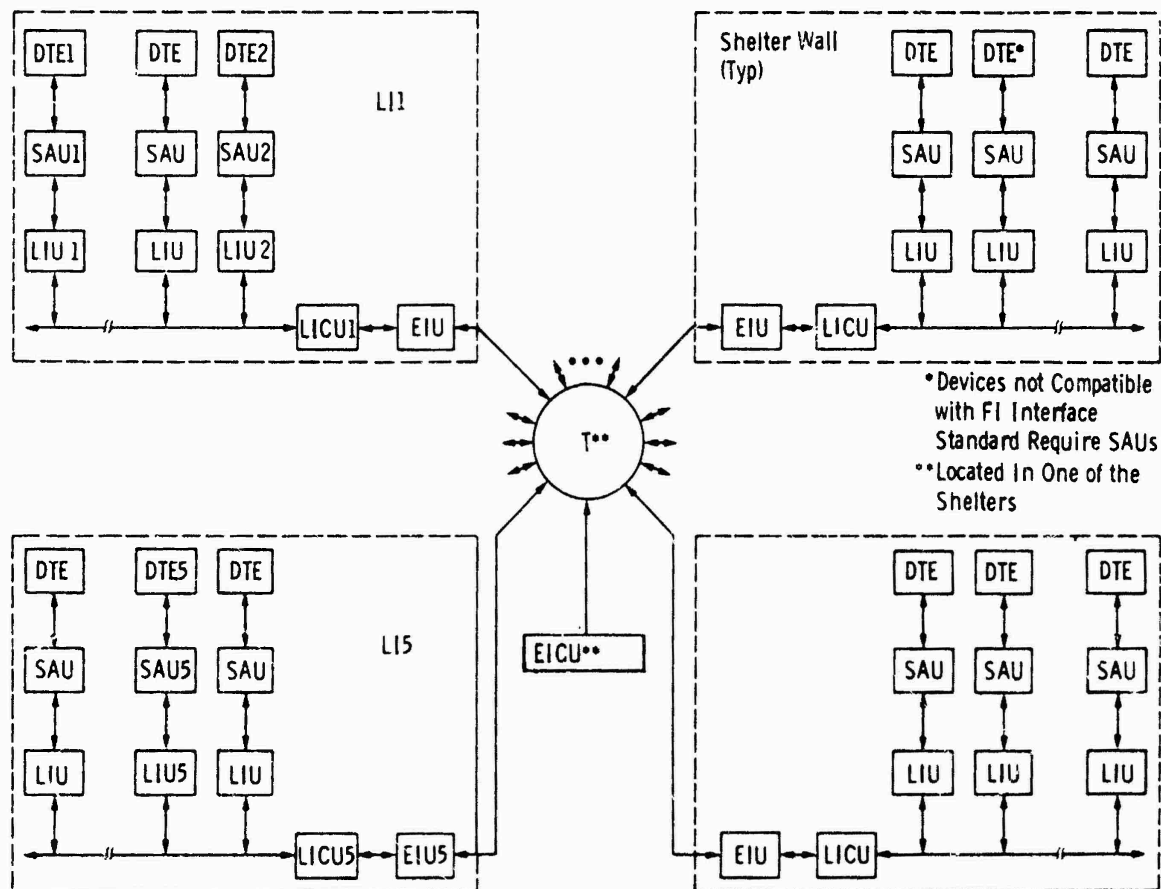 DTE1 DTE DTE2
LI1
SAU1 SAU SAU2
LIU 1 LIU LIU 2
LICU1 EIU
Shelter Wall
(Typ)
DTE DTE* DTE
SAU SAU SAU
LIU LIU LIU
EIU LICU
•••
T**
*Devices not Compatible
with FI Interface
Standard Require SAUs
**Located In One of the
Shelters
EICU**
DTE DTE5 DTE
LI5
SAU SAU5 SAU
LIU LIU5 LIU
LICU5 EIU5
DTE DTE DTE
SAU SAU SAU
LIU LIU LIU
EIU LICU